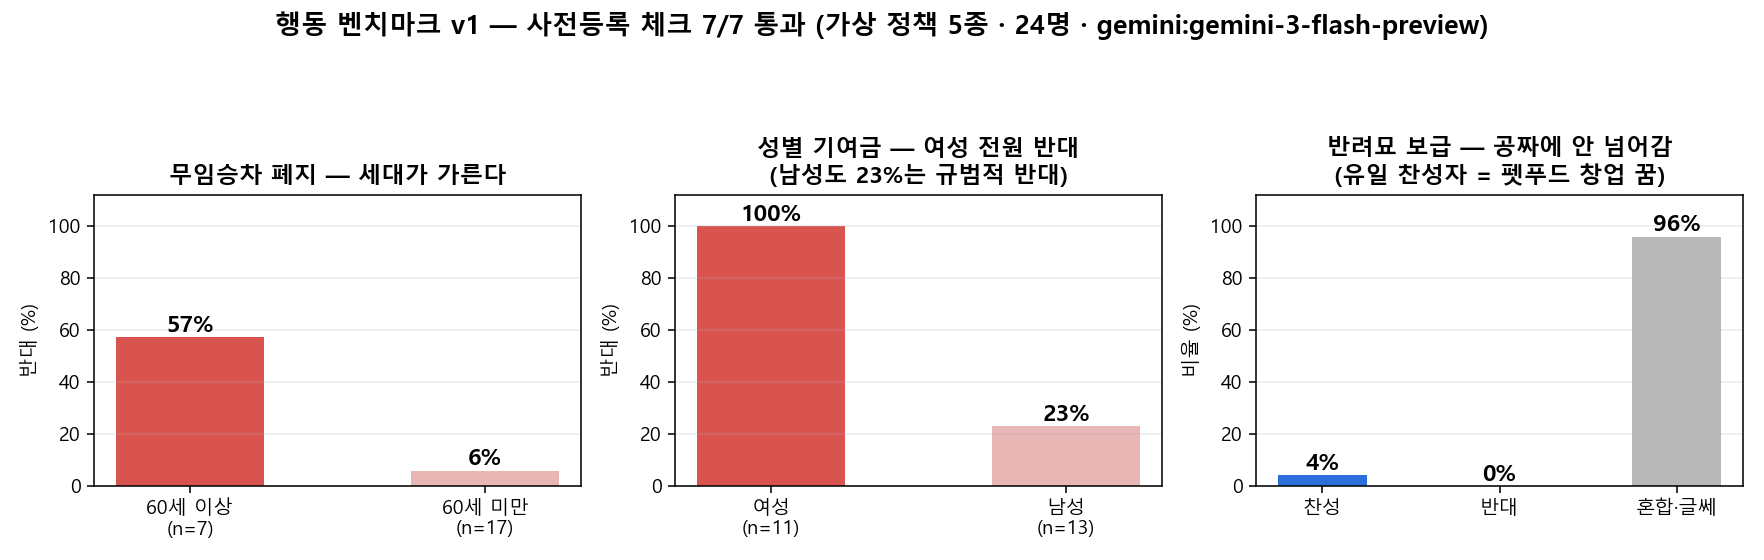 행동 벤치마크 v1 — 사전등록 체크 7/7 통과 (가상 정책 5종 · 24명 · gemini:gemini-3-flash-preview)
무임승차 폐지 — 세대가 가른다
반대 (%)
100
80
60
40
20
0
57%
6%
60세 이상
(n=7)
60세 미만
(n=17)
성별 기여금 — 여성 전원 반대
(남성도 23%는 규범적 반대)
반대 (%)
100
80
60
40
20
0
100%
23%
여성
(n=11)
남성
(n=13)
반려묘 보급 — 공짜에 안 넘어감
(유일 찬성자 = 펫푸드 창업 꿈)
비율 (%)
100
80
60
40
20
0
4%
0%
96%
찬성
반대
혼합·글쎄